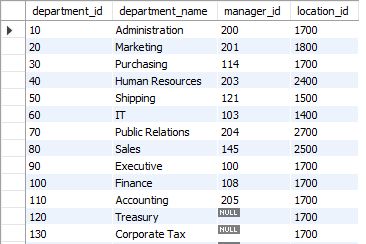 department_id department_name manager_id location_id
10 Administration 200 1700
20 Marketing 201 1800
30 Purchasing 114 1700
40 Human Resources 203 2400
50 Shipping 121 1500
60 IT 103 1400
70 Public Relations 204 2700
80 Sales 145 2500
90 Executive 100 1700
100 Finance 108 1700
110 Accounting 205 1700
120 Treasury NULL 1700
130 Corporate Tax NULL 1700